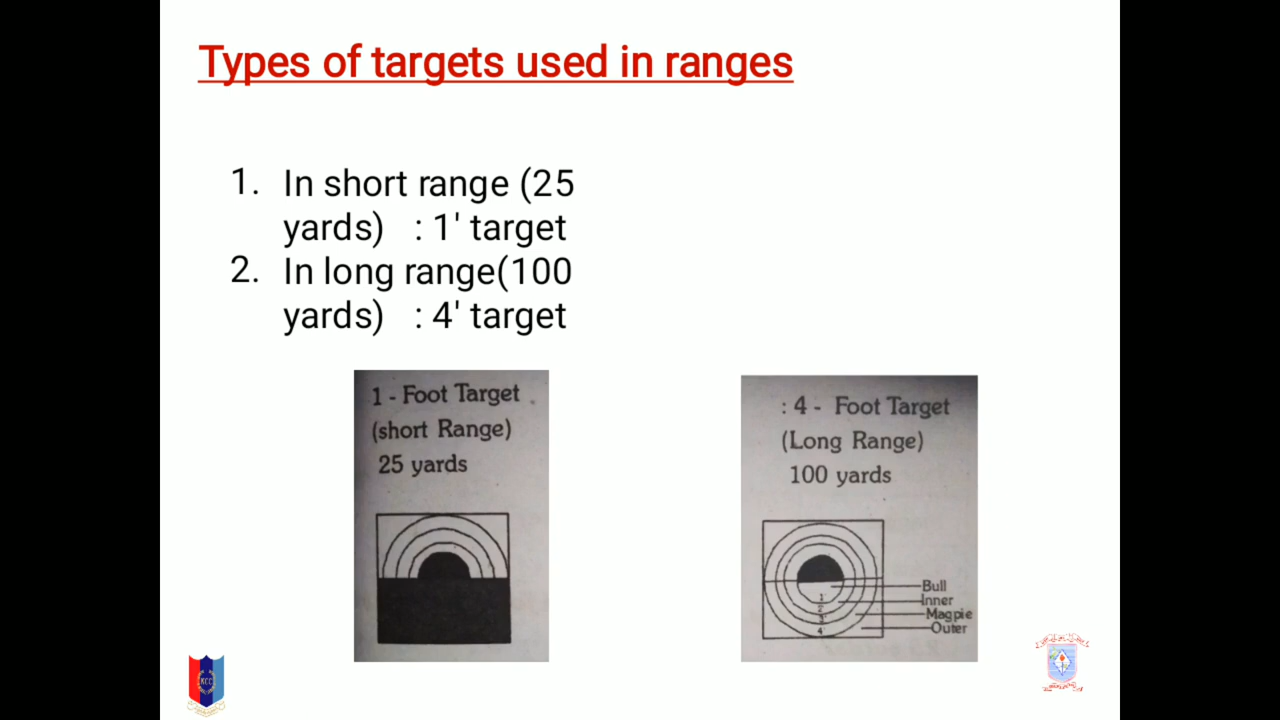 Types of targets used in ranges
1. In short range (25
yards) : 1' target
2. In long range(100
yards) : 4' target
1 - Foot Target
(short Range)
25 yards
: 4 - Foot Target
(Long Range)
100 yards
Bull
1'
Inner
2'
Magpie
3'
Outer
4'
KCC